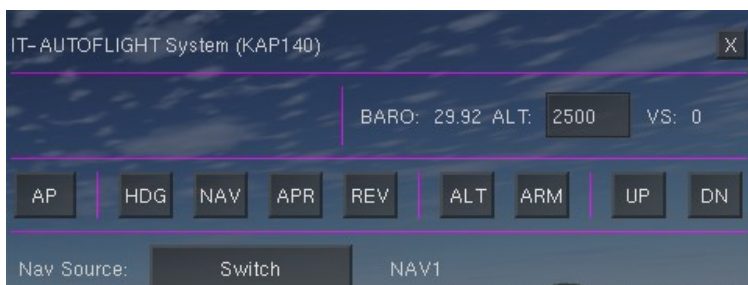 IT-AUTOFLIGHT System (KAP140) X
BARO: 29.92 ALT: 2500 VS: 0
AP HDG NAV APR REV ALT ARM UP DN
Nav Source: Switch NAV1